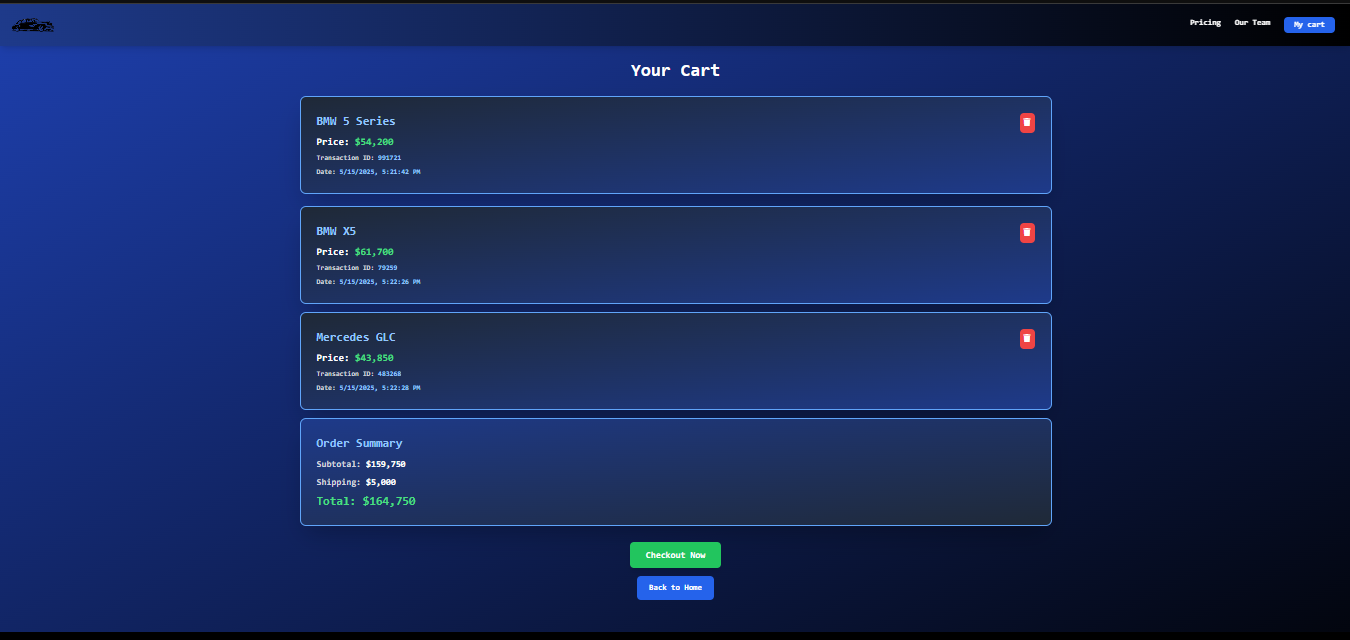 Pricing Our Team My cart
Your Cart
BMW 5 Series
Price: $54,200
Transaction ID: 991721
Date: 5/15/2025, 5:21:42 PM
BMW X5
Price: $61,700
Transaction ID: 79259
Date: 5/15/2025, 5:22:26 PM
Mercedes GLC
Price: $43,850
Transaction ID: 483268
Date: 5/15/2025, 5:22:28 PM
Order Summary
Subtotal: $159,750
Shipping: $5,000
Total: $164,750
Checkout Now
Back to Home